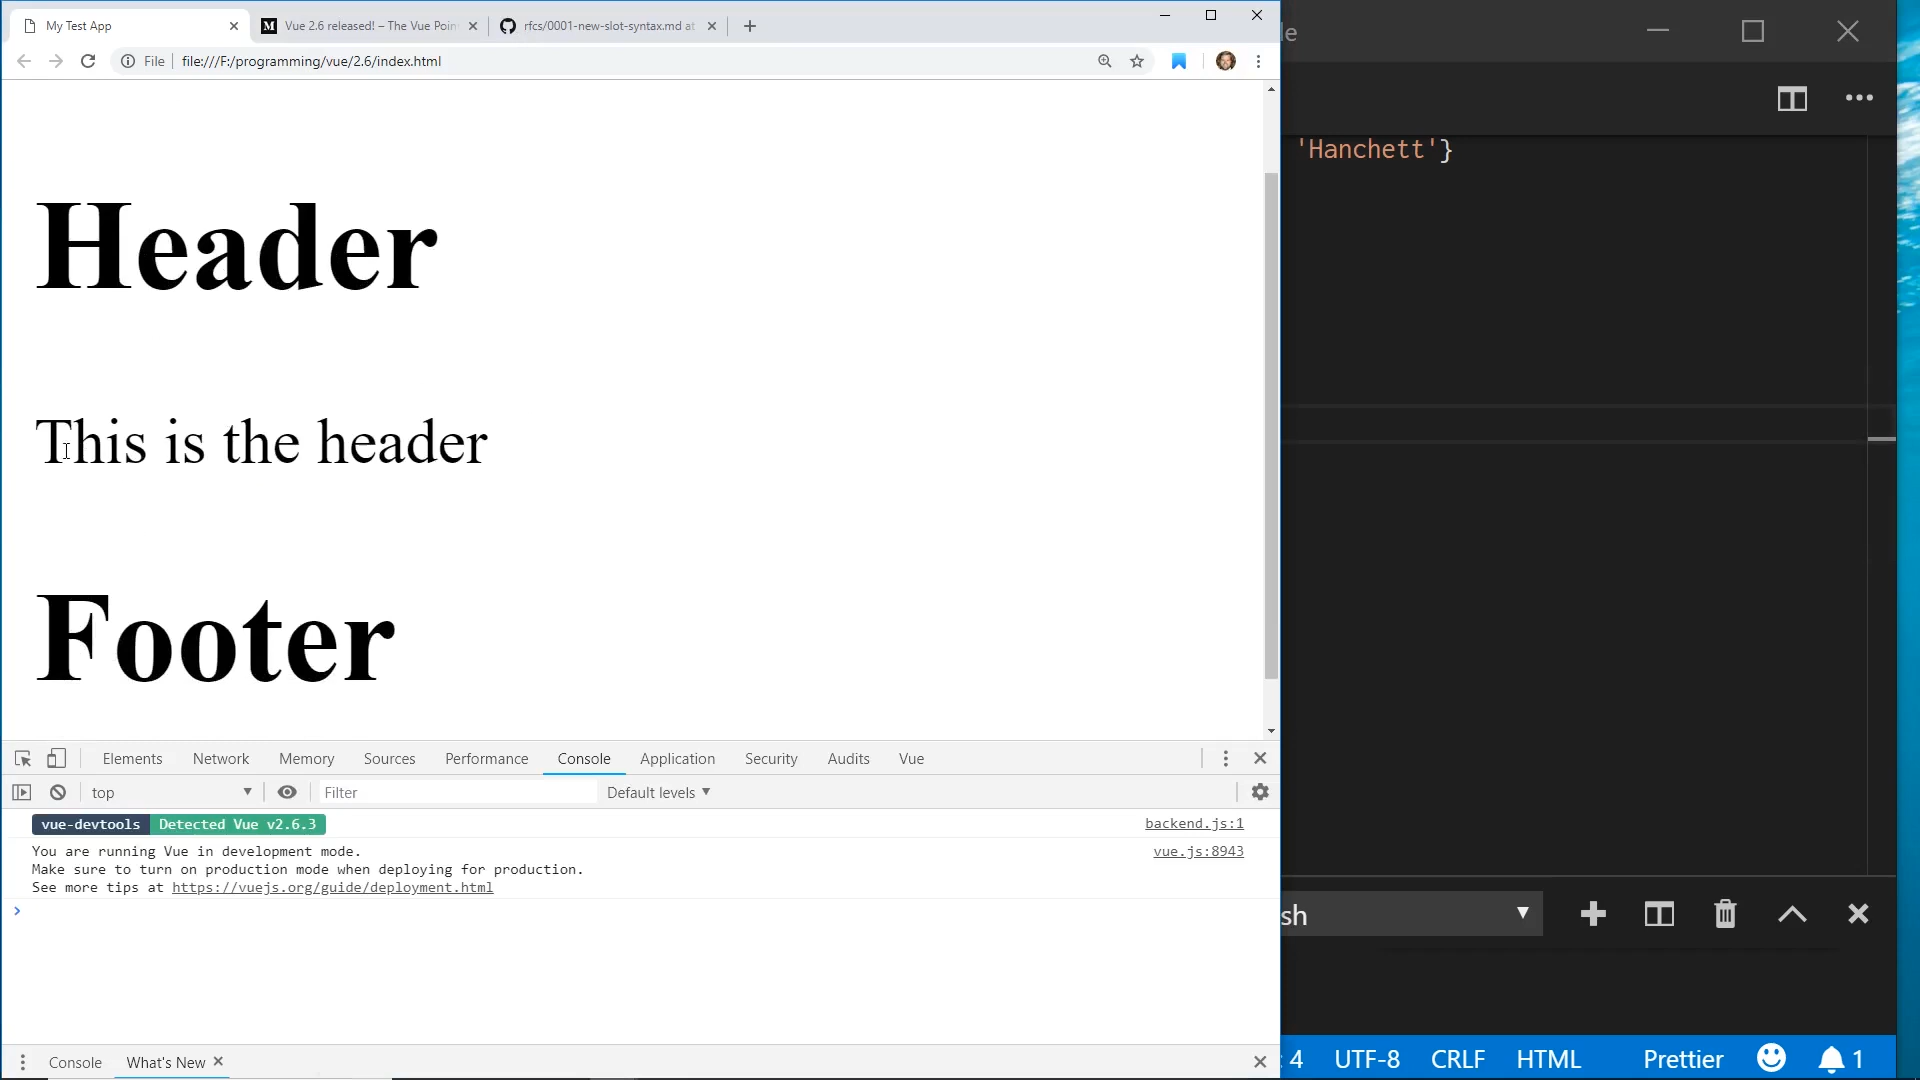 My Test App
M Vue 2.6 released! – The Vue Poin
rfcs/0001-new-slot-syntax.md at
File file:///F:/programming/vue/2.6/index.html
Header
This is the header
Footer
Elements Network Memory Sources Performance Console Application Security Audits Vue
top Filter Default levels
vue-devtools Detected Vue v2.6.3 backend.js:1
You are running Vue in development mode. vue.js:8943
Make sure to turn on production mode when deploying for production.
See more tips at https://vuejs.org/guide/deployment.html
Console What's New
'Hanchett'}
sh
: 4 UTF-8 CRLF HTML Prettier 1